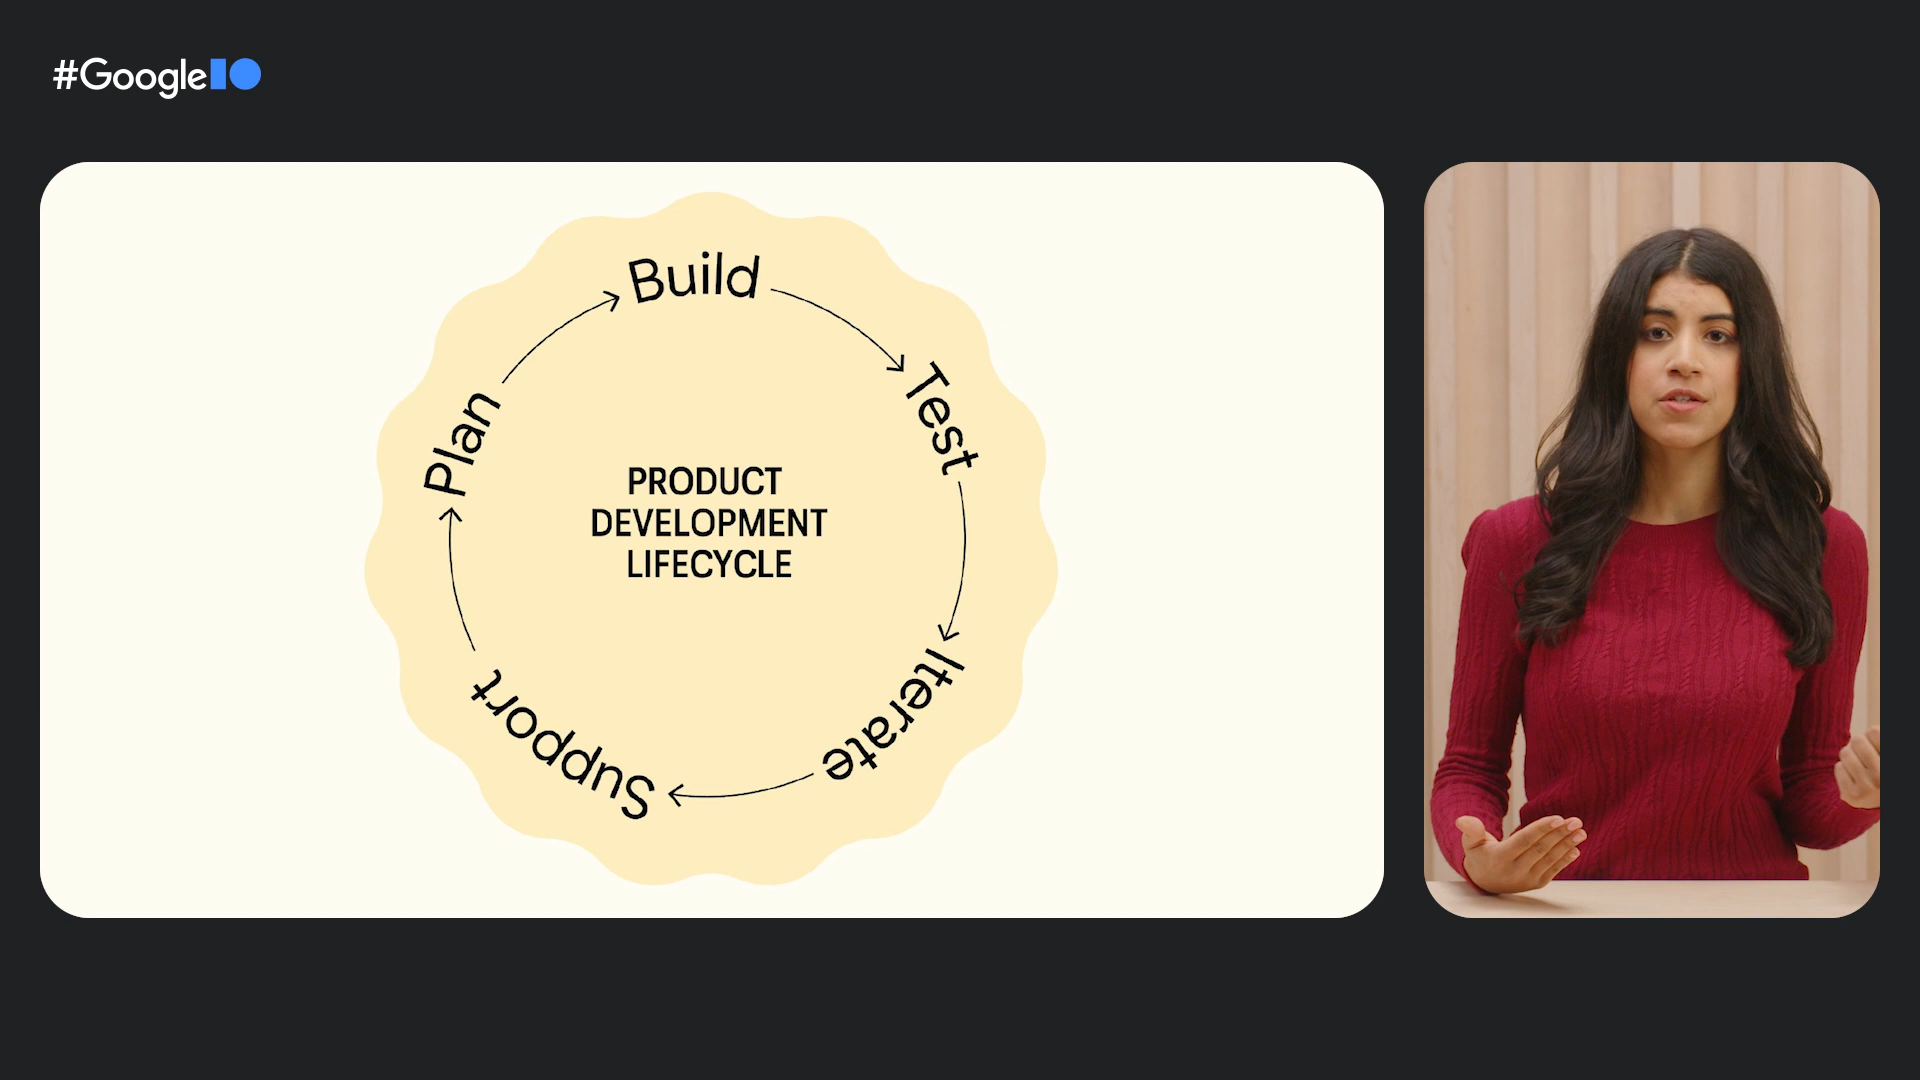 #GoogleIO
Build
Test
Iterate
Support
Plan
PRODUCT
DEVELOPMENT
LIFECYCLE